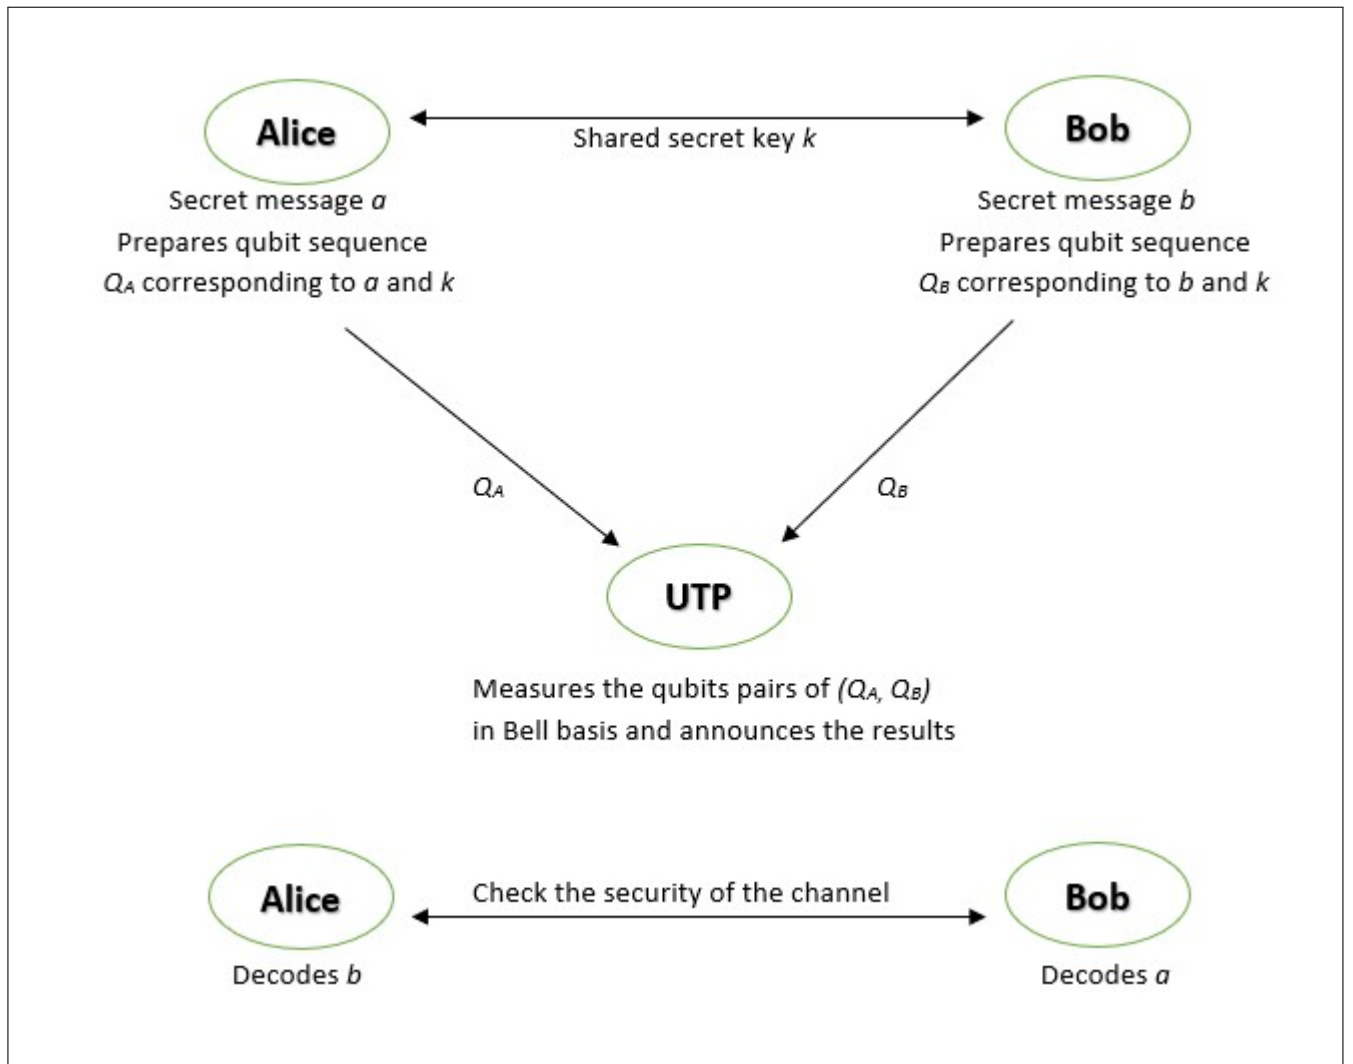 Alice
Bob
Shared secret key k
Secret message a
Prepares qubit sequence
QA corresponding to a and k
Secret message b
Prepares qubit sequence
QB corresponding to b and k
QA
QB
UTP
Measures the qubits pairs of (QA, QB)
in Bell basis and announces the results
Alice
Check the security of the channel
Bob
Decodes b
Decodes a